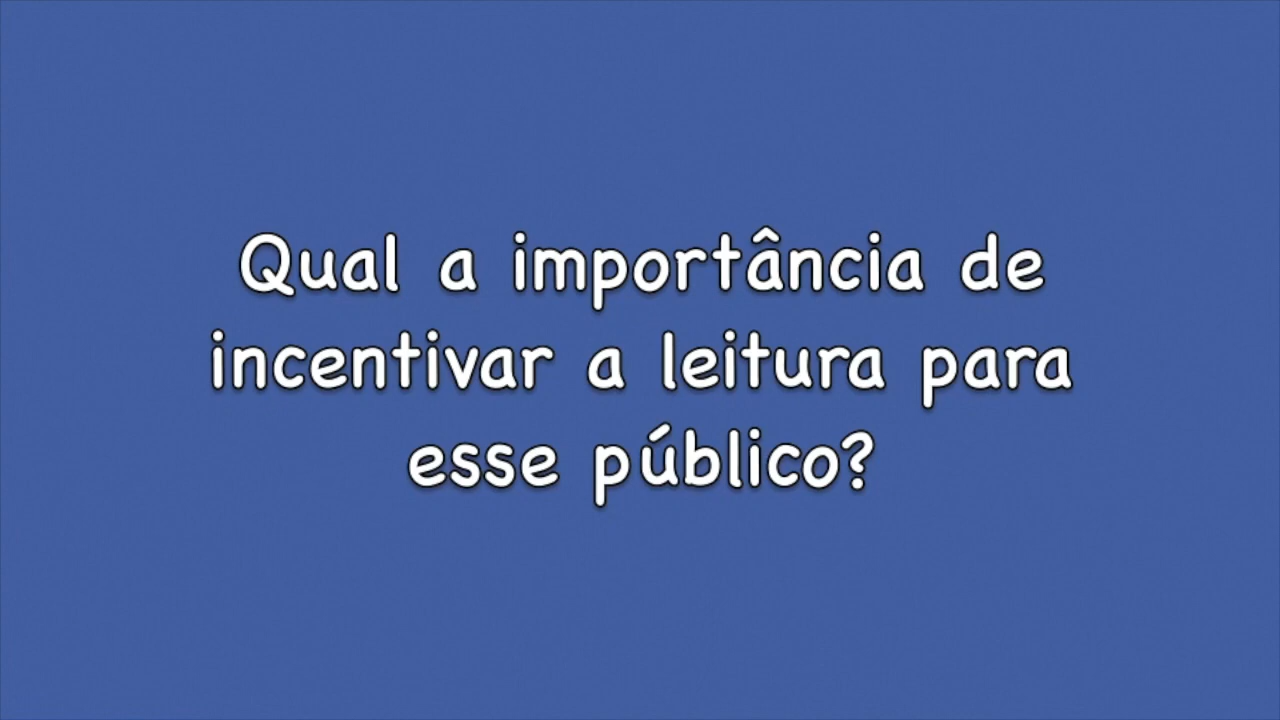 Qual a importância de
incentivar a leitura para
esse público?